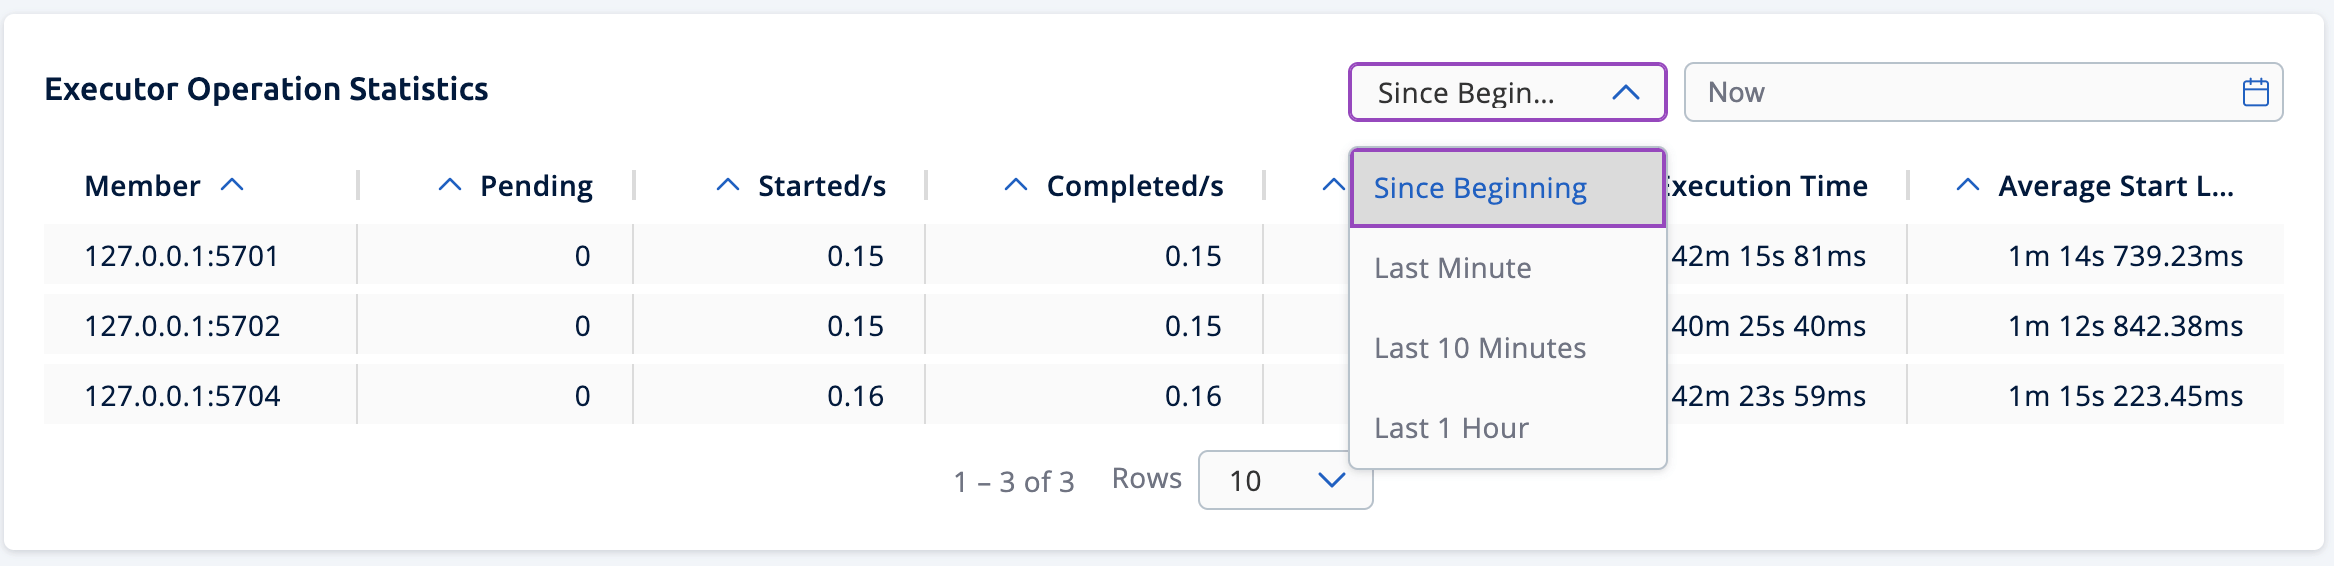 Executor Operation Statistics
Since Begin...
Now
Member
Pending
Started/s
Completed/s
Execution Time
Average Start L...
127.0.0.1:5701 0 0.15 0.15 42m 15s 81ms 1m 14s 739.23ms
127.0.0.1:5702 0 0.15 0.15 40m 25s 40ms 1m 12s 842.38ms
127.0.0.1:5704 0 0.16 0.16 42m 23s 59ms 1m 15s 223.45ms
Since Beginning
Last Minute
Last 10 Minutes
Last 1 Hour
1 – 3 of 3
Rows
10